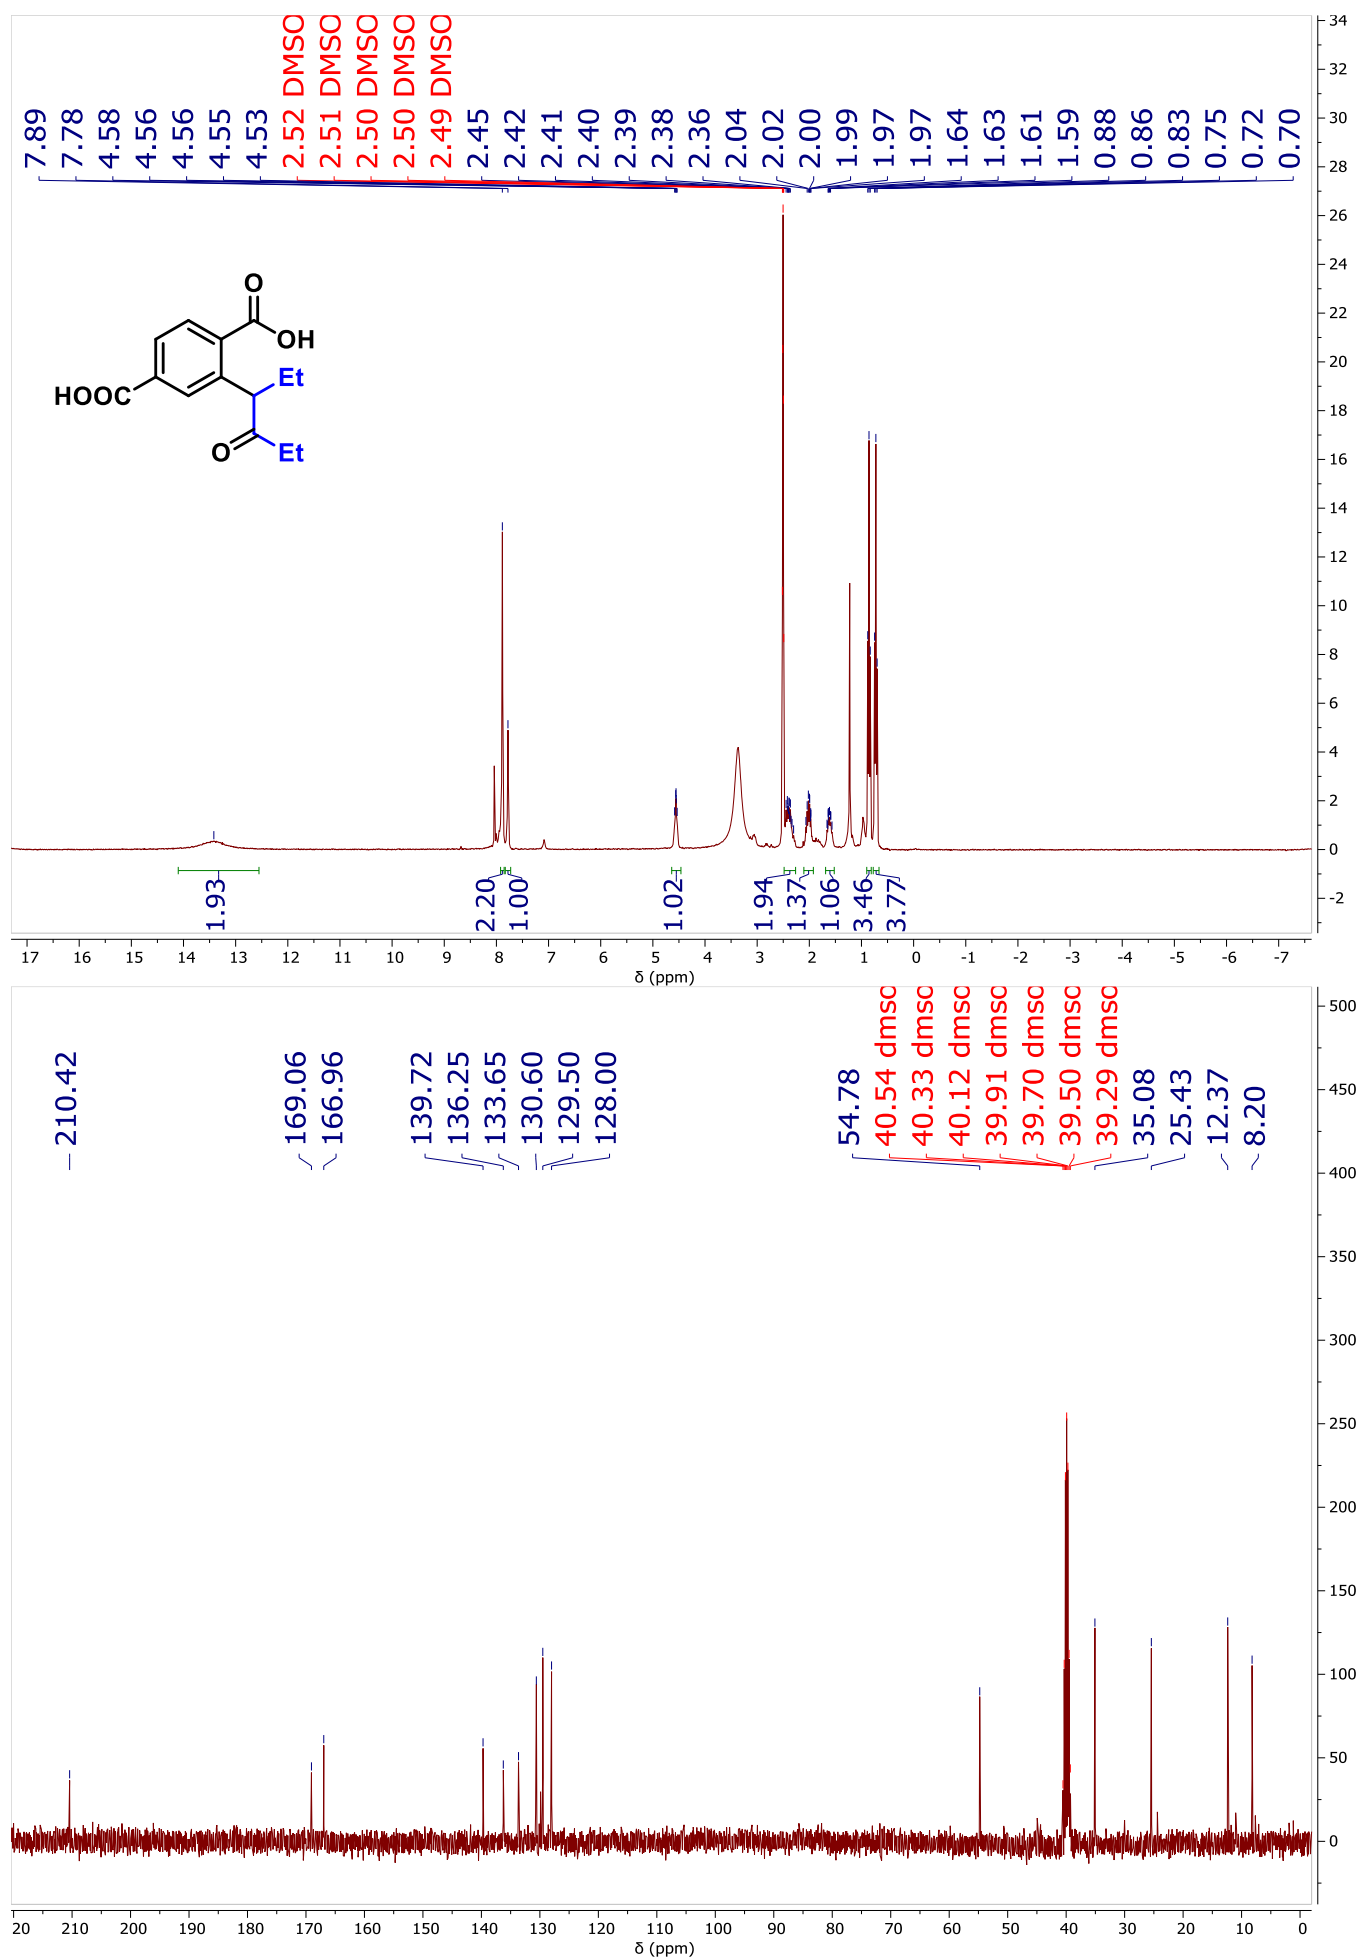 7.89 7.78 4.58 4.56 4.56 4.55 4.53 2.52 DMSO 2.51 DMSO 2.50 DMSO 2.50 DMSO 2.49 DMSO 2.45 2.42 2.41 2.40 2.39 2.38 2.36 2.04 2.02 2.00 1.99 1.97 1.97 1.64 1.63 1.61 1.59 0.88 0.86 0.83 0.75 0.72 0.70
34
32
30
28
26
24
22
20
18
16
14
12
10
8
6
4
2
0
-2
O
OH
Et
HOOC
O
Et
1.93 2.20 1.00 1.02 1.94 1.37 1.06 3.46 3.77
17 16 15 14 13 12 11 10 9 8 7 6 5 4 3 2 1 0 -1 -2 -3 -4 -5 -6 -7
δ (ppm)
210.42 169.06 166.96 139.72 136.25 133.65 130.60 129.50 128.00 54.78 40.54 dmso 40.33 dmso 40.12 dmso 39.91 dmso 39.70 dmso 39.50 dmso 39.29 dmso 35.08 25.43 12.37 8.20
500
450
400
350
300
250
200
150
100
50
0
20 210 200 190 180 170 160 150 140 130 120 110 100 90 80 70 60 50 40 30 20 10 0
δ (ppm)